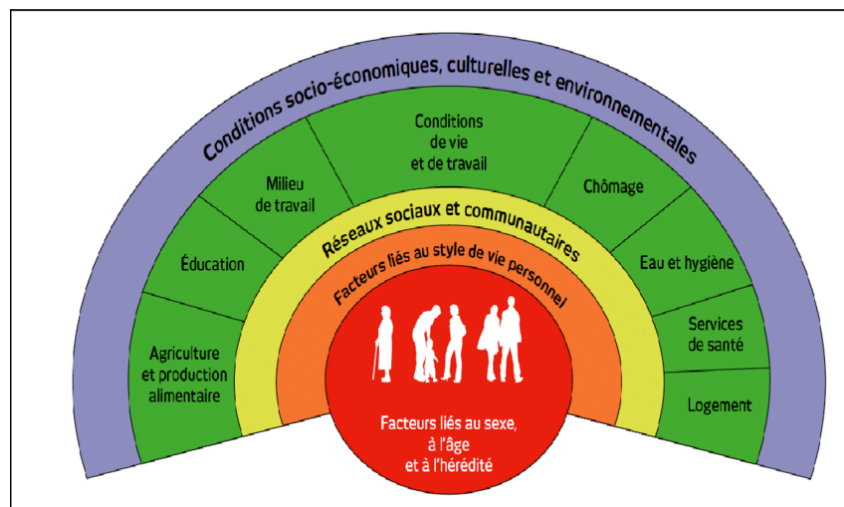 Conditions socio-économiques, culturelles et environnementales
Conditions
de vie
et de travail
Milieu
de travail
Chômage
Éducation
Eau et hygiène
Agriculture
et production
alimentaire
Services
de santé
Logement
Réseaux sociaux et communautaires
Facteurs liés au style de vie personnel
Facteurs liés au sexe,
à l'âge
et à l'hérédité